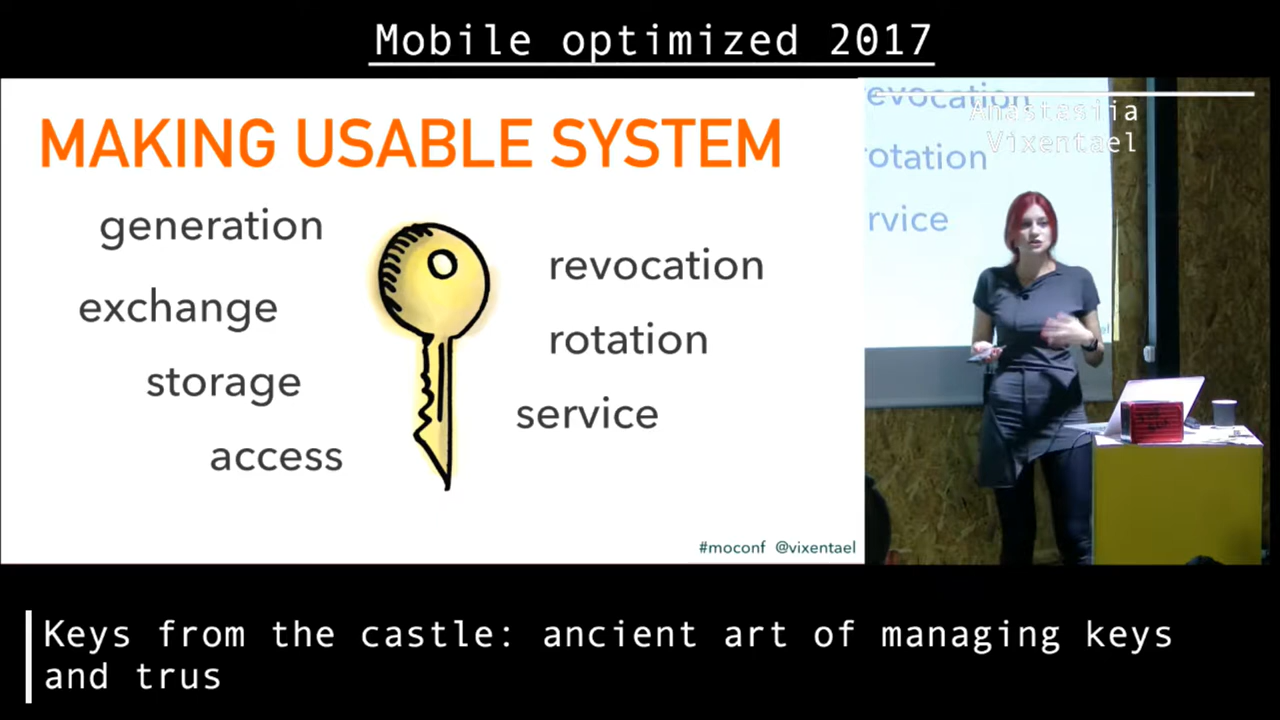 Mobile optimized 2017
MAKING USABLE SYSTEM
generation
exchange
storage
access
revocation
rotation
service
#moconf @vixentael
revocation
rotation
rvice
Anastasiia
Vixentael
Keys from the castle: ancient art of managing keys
and trus